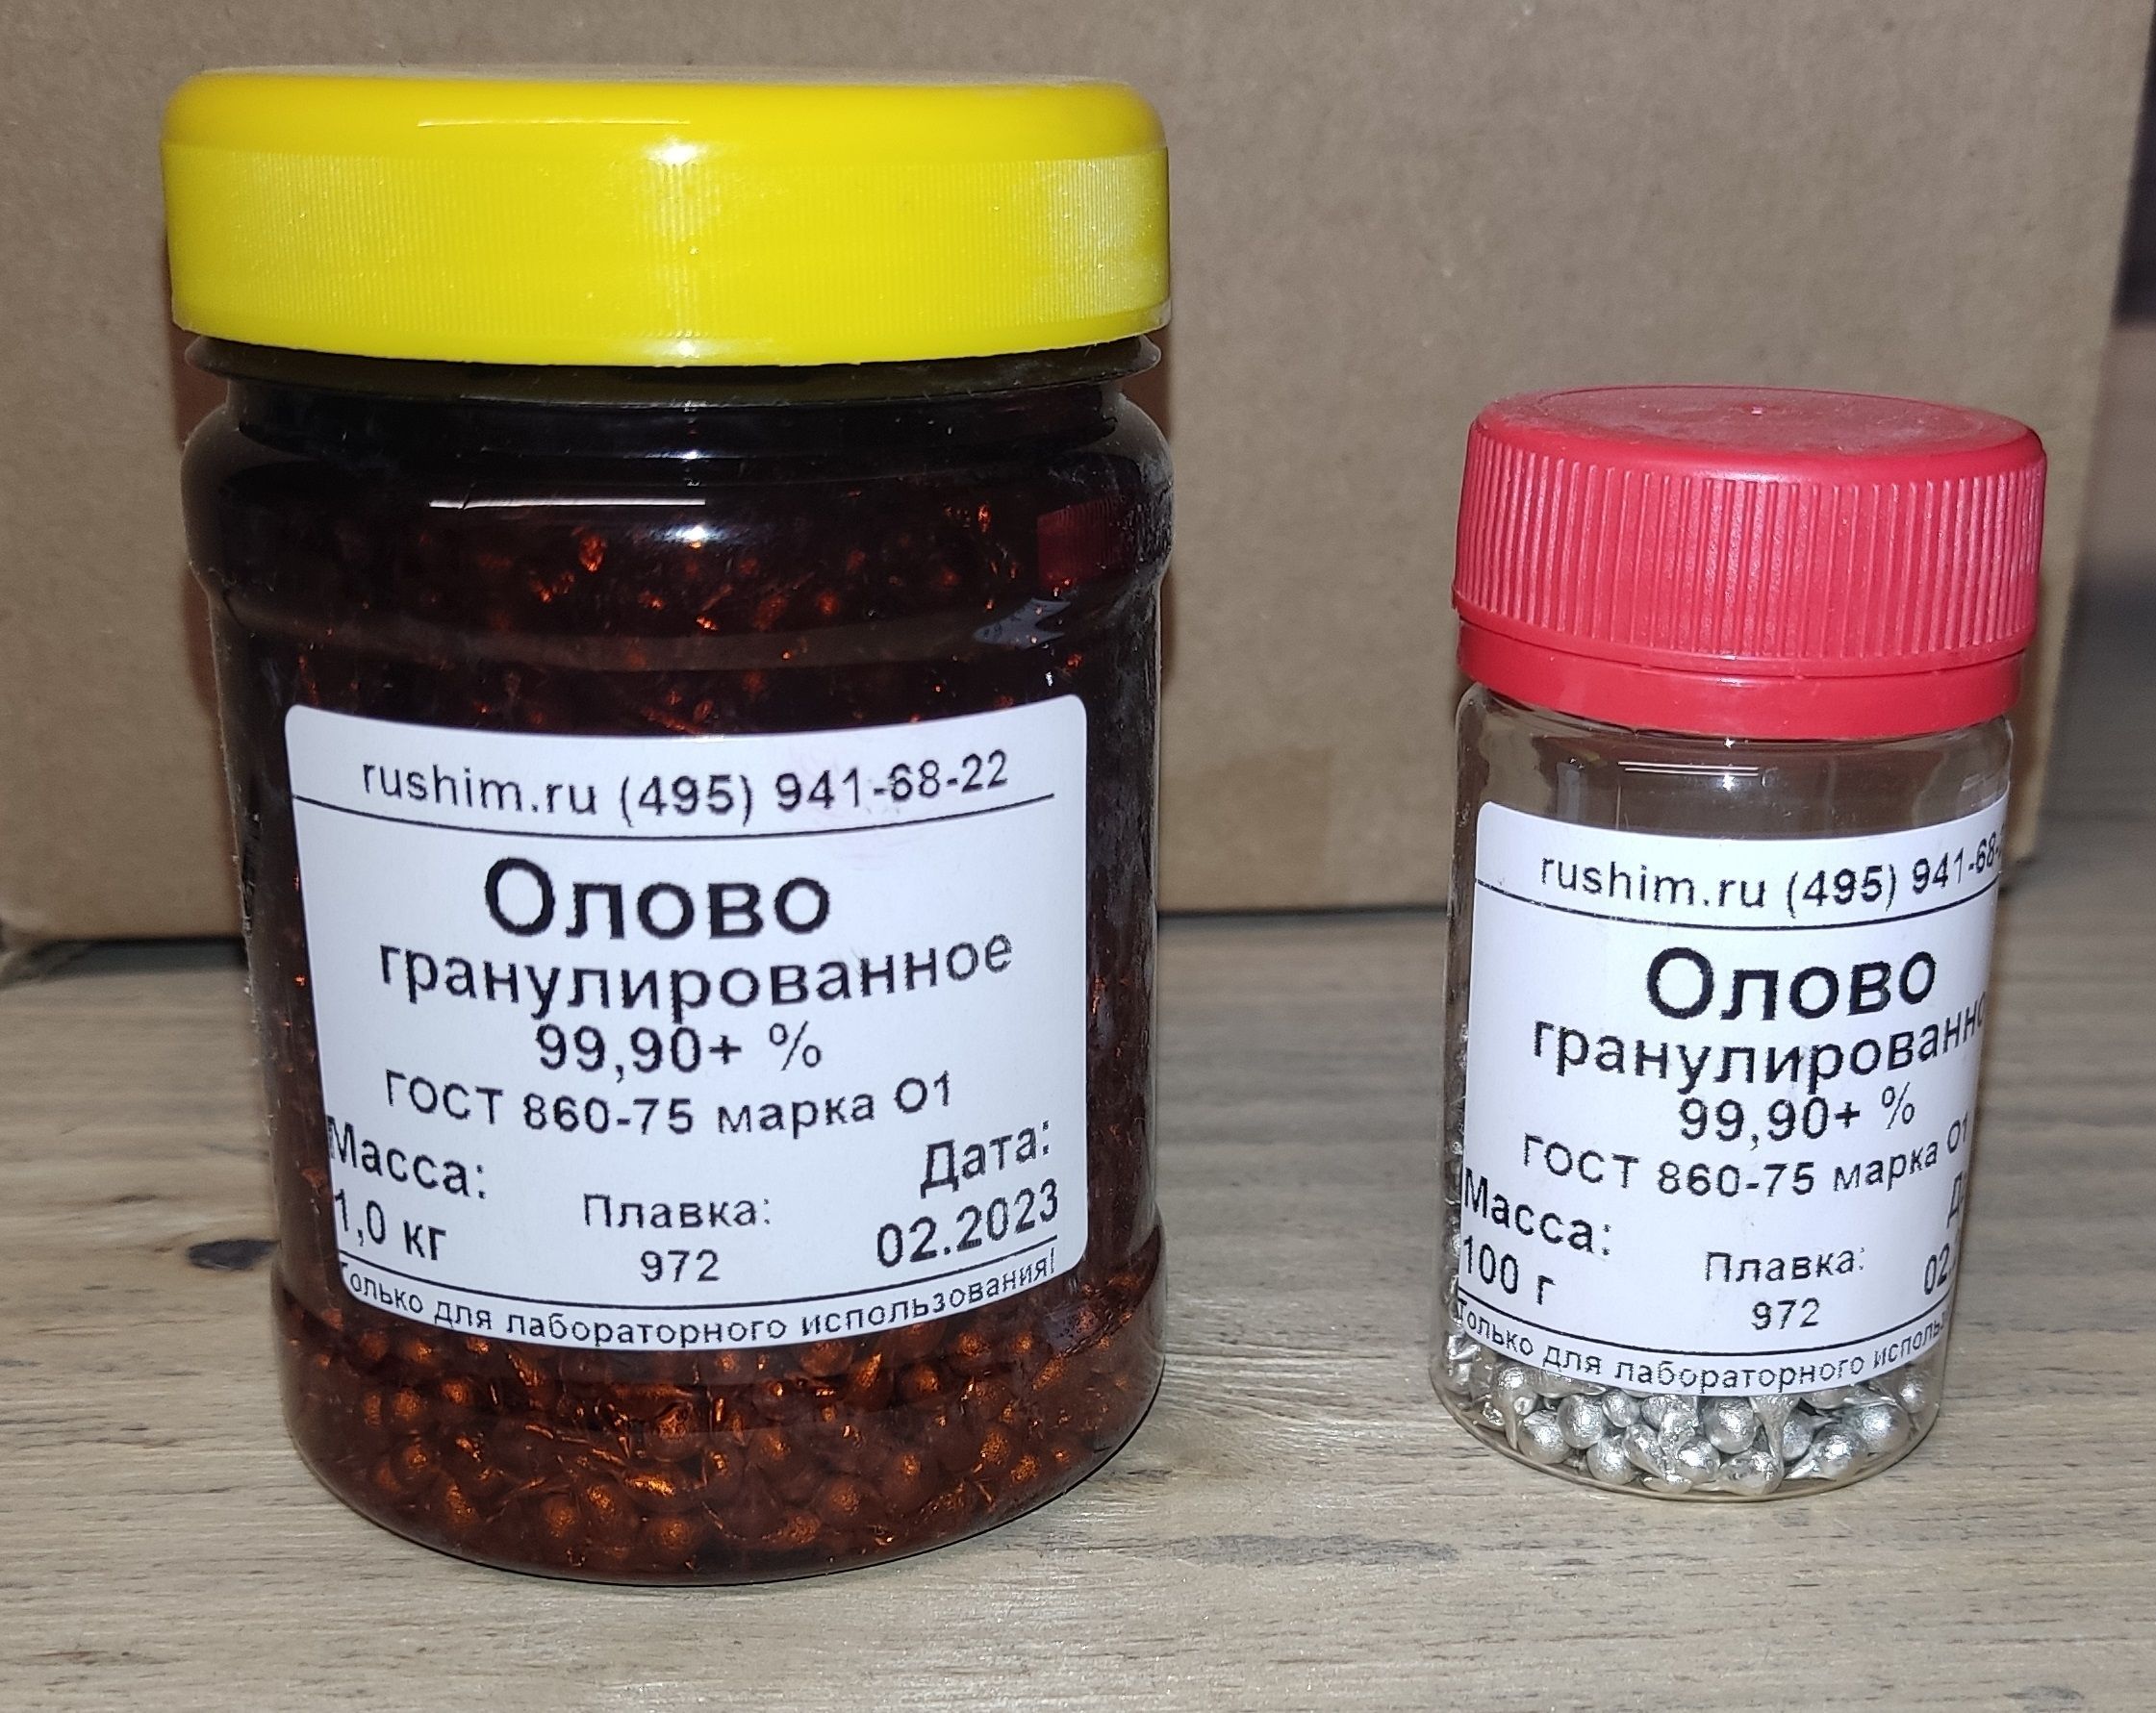 rushim.ru (495) 941-68-22
Олово
гранулированное
99,90+ %
ГОСТ 860-75 марка О1
Масса:
1,0 кг
Плавка:
972
Дата:
02.2023
Только для лабораторного использования!
rushim.ru (495) 941-68-
Олово
99,90+ %
ГОСТ 860-75 марка О1
Масса:
100 г
Плавка:
972
02.
Только для лабораторного